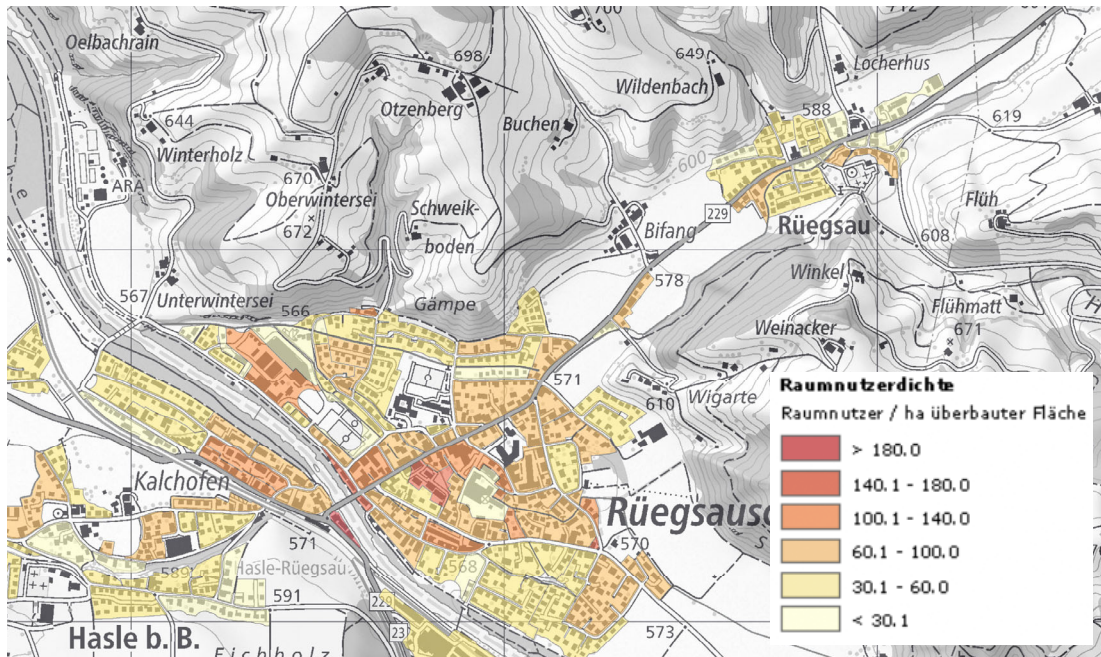 700
712
Oelbachrain
698
649
Locherhus
Wildenbach
Otzenberg
588
644
Buchen
619
Winterholz
600
670
ARA
Oberwintersei
Schweik-
boden
229
Rüegsau
Flüh
672
Bifang
608
Winkel
567
Unterwintersei
566
Gämpe
578
Flühmatt
Weinacker
671
571
610
Wigarte
Kalchofen
Rüegsausc
571
570
Hasle-Rüegsau
568
589
591
229
23
573
Hasle b. B.
Eichholz
Raumnutzerdichte
Raumnutzer / ha überbauter Fläche
> 180.0
140.1 - 180.0
100.1 - 140.0
60.1 - 100.0
30.1 - 60.0
< 30.1